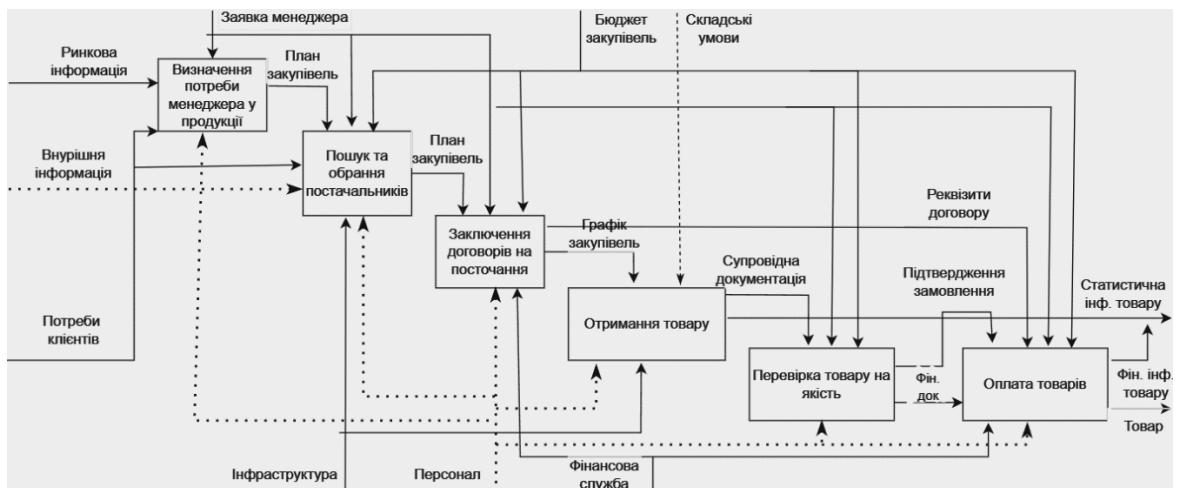 Заявка менеджера
Бюджет
закупівель
Складські
умови
Ринкова
інформація
Визначення
потреби
менеджера у
продукції
План
закупівель
Внурішня
інформація
Пошук та
обрання
постачальників
План
закупівель
Заключення
договорів на
посточання
Графік
закупівель
Реквізити
договору
Супровідна
документація
Підтвердження
замовлення
Статистична
інф. товару
Потреби
клієнтів
Отримання товару
Перевірка товару на
якість
Фін.
док
Оплата товарів
Фін. інф.
товару
Товар
Інфраструктура
Персонал
Фінансова
служба